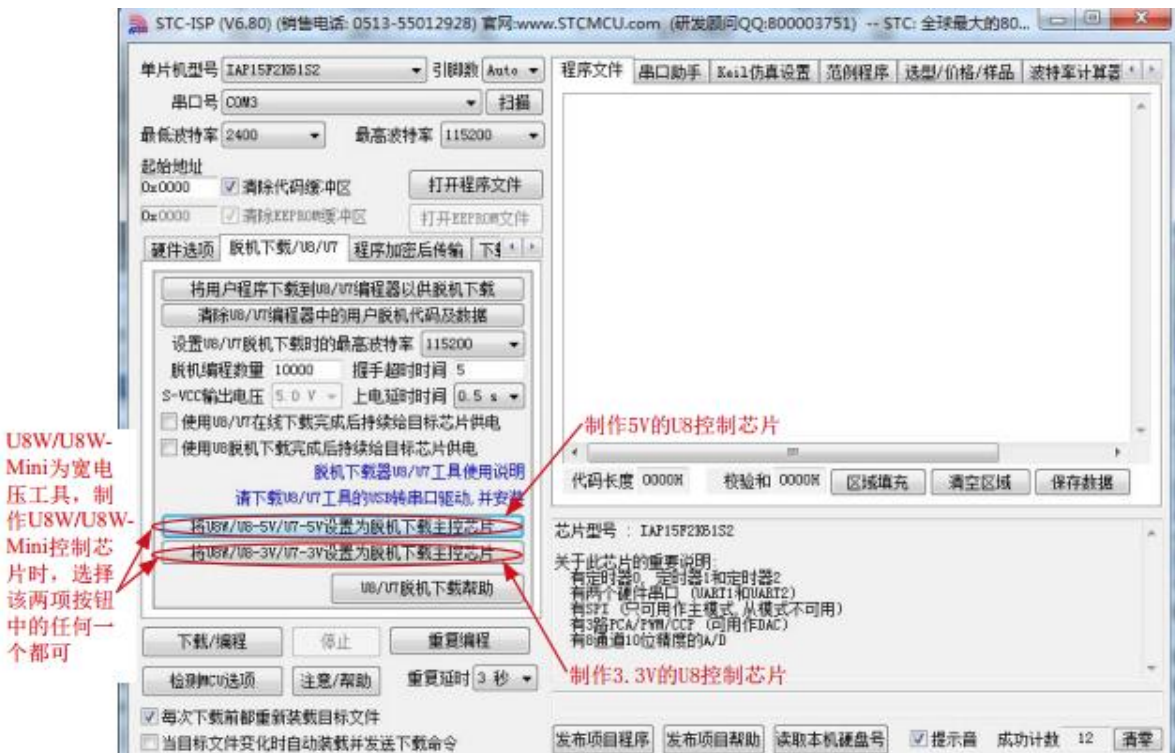 STC-ISP (V6.80) (销售电话: 0513-55012928) 官网:www.STCMCU.com (研发顾问QQ:800003751) -- STC: 全球最大的80...
单片机型号 IAP15F2K61S2 引脚数 Auto
串口号 COM3 扫描
最低波特率 2400 最高波特率 115200
起始地址
0x0000 清除代码缓冲区 打开程序文件
0x0000 清除EEPROM缓冲区 打开EEPROM文件
硬件选项 脱机下载/U8/U7 程序加密后传输
将用户程序下载到U8/U7编程器以供脱机下载
清除U8/U7编程器中的用户脱机代码及数据
设置U8/U7脱机下载时的最高波特率 115200
脱机编程数量 10000 握手超时时间 5
S-VCC输出电压 5.0 V 上电延时时间 0.5 s
使用U8/U7在线下载完成后持续给目标芯片供电
使用U8脱机下载完成后持续给目标芯片供电
脱机下载器U8/U7工具使用说明
请下载U8/U7工具的USB转串口驱动,并安装
将U8W/U8-5V/U7-5V设置为脱机下载主控芯片
将U8W/U8-3V/U7-3V设置为脱机下载主控芯片
U8/U7脱机下载帮助
下载/编程 停止 重复编程
检测MCU选项 注意/帮助 重复延时 3 秒
每次下载前都重新装载目标文件
当目标文件变化时自动装载并发送下载命令
U8W/U8W-
Mini为宽电
压工具，制
作U8W/U8W-
Mini控制芯
片时，选择
该两项按钮
中的任何一
个都可
程序文件 串口助手 Keil仿真设置 范例程序 选型/价格/样品 波特率计算器
制作5V的U8控制芯片
代码长度 0000H 校验和 0000H 区域填充 清空区域 保存数据
芯片型号 : IAP15F2K61S2
关于此芯片的重要说明:
有定时器0、定时器1和定时器2
有两个硬件串口 (UART1和UART2)
有SPI (只可用作主模式,从模式不可用)
有3路PCA/PWM/CCP (可用作DAC)
有8通道10位精度的A/D
制作3.3V的U8控制芯片
发布项目程序 发布项目帮助 读取本机硬盘号 提示音 成功计数 12 清零